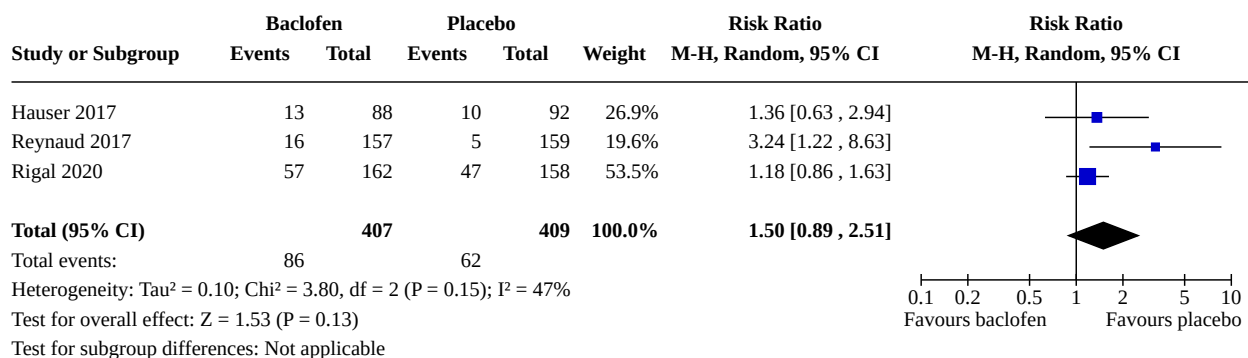 Baclofen Placebo Risk Ratio Risk Ratio
Study or Subgroup Events Total Events Total Weight M-H, Random, 95% CI M-H, Random, 95% CI
Hauser 2017 13 88 10 92 26.9% 1.36 [0.63 , 2.94]
Reynaud 2017 16 157 5 159 19.6% 3.24 [1.22 , 8.63]
Rigal 2020 57 162 47 158 53.5% 1.18 [0.86 , 1.63]
Total (95% CI) 407 409 100.0% 1.50 [0.89 , 2.51]
Total events: 86 62
Heterogeneity: Tau² = 0.10; Chi² = 3.80, df = 2 (P = 0.15); I² = 47%
0.1 0.2 0.5 1 2 5 10
Test for overall effect: Z = 1.53 (P = 0.13) Favours baclofen Favours placebo
Test for subgroup differences: Not applicable